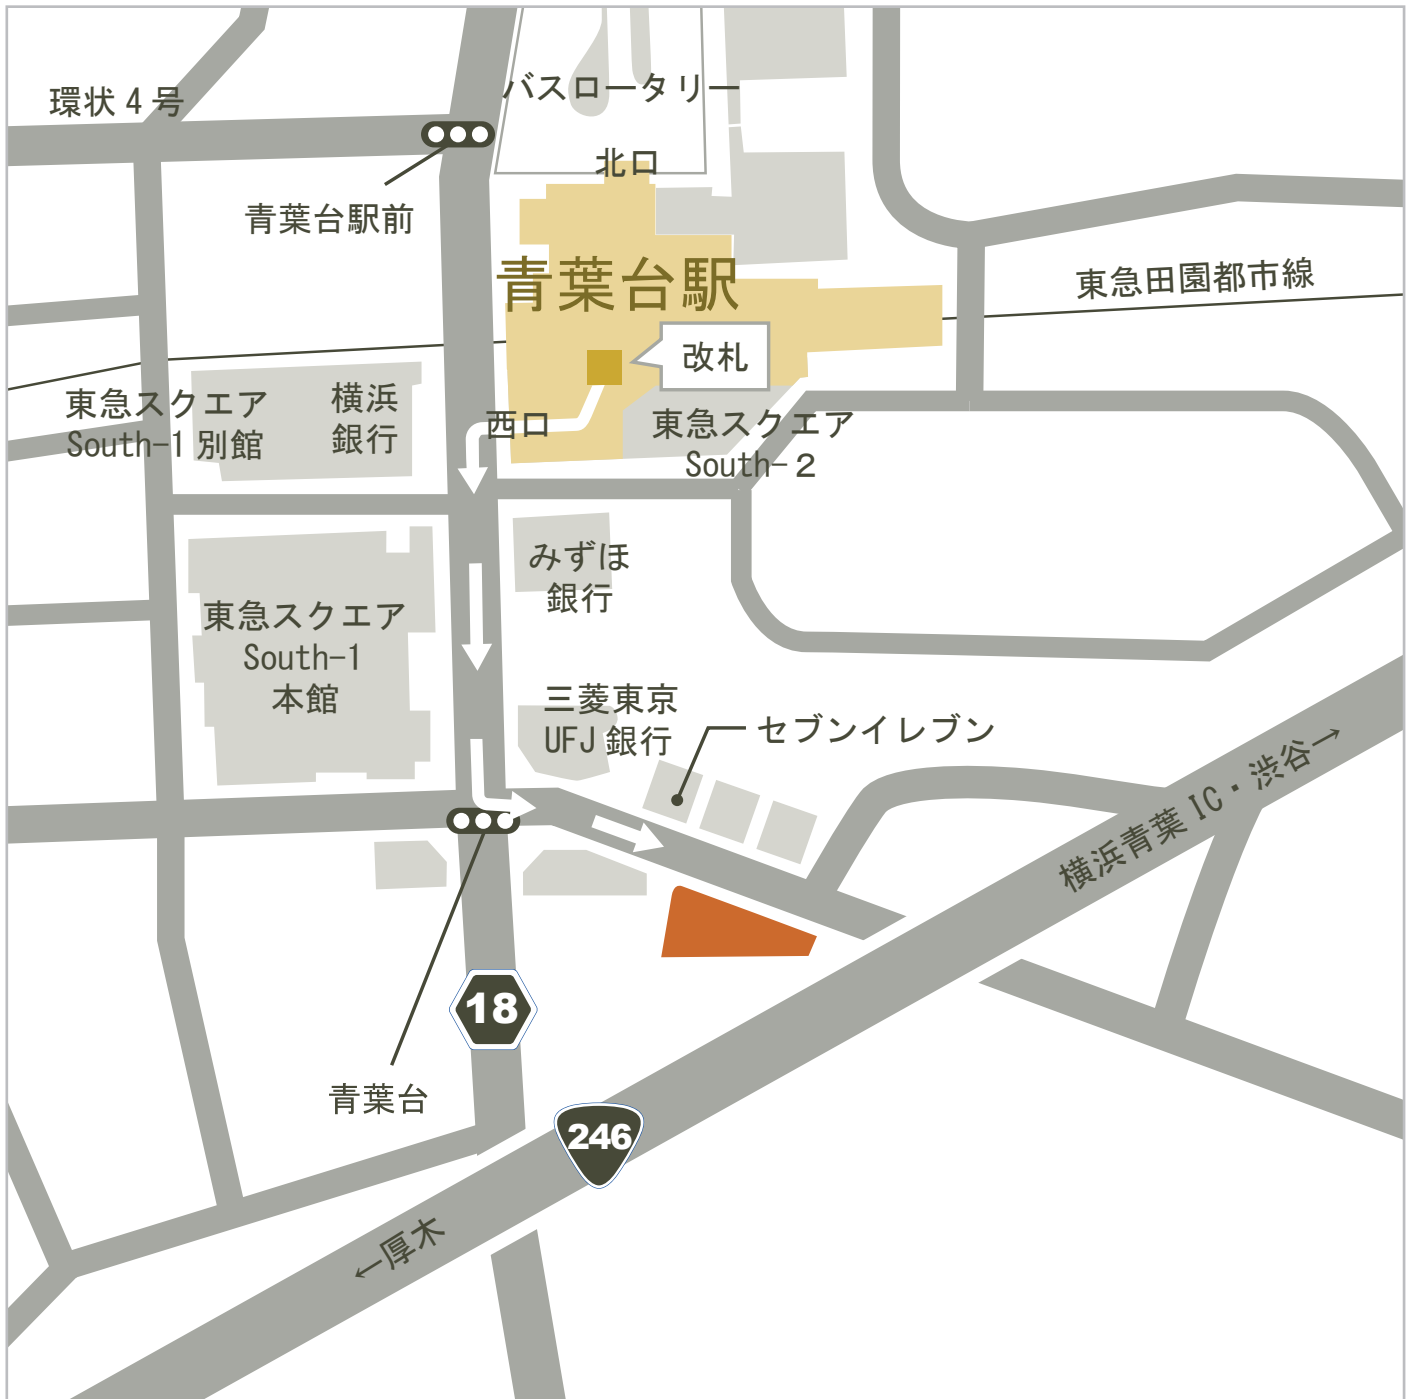 環状４号
バスロータリー
北口
青葉台駅前
青葉台駅
東急田園都市線
改札
東急スクエア
South-1 別館
横浜
銀行
西口
東急スクエア
South-２
みずほ
銀行
東急スクエア
South-1
本館
三菱東京
UFJ 銀行
セブンイレブン
横浜青葉 IC・渋谷→
18
青葉台
246
←厚木